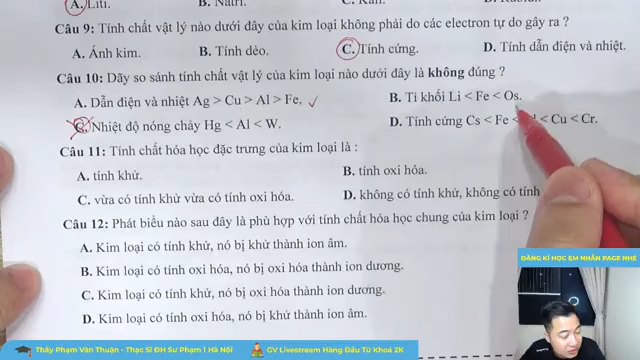 A. Liti. B. Natri.
Câu 9: Tính chất vật lý nào dưới đây của kim loại không phải do các electron tự do gây ra ?
A. Ánh kim. B. Tính dẻo. C. Tính cứng. D. Tính dẫn điện và nhiệt.
Câu 10: Dãy so sánh tính chất vật lý của kim loại nào dưới đây là không đúng ?
A. Dẫn điện và nhiệt Ag > Cu > Al > Fe. B. Tỉ khối Li < Fe < Os.
C. Nhiệt độ nóng chảy Hg < Al < W. D. Tính cứng Cs < Fe < < Cu < Cr.
Câu 11: Tính chất hóa học đặc trưng của kim loại là :
A. tính khử. B. tính oxi hóa.
C. vừa có tính khử vừa có tính oxi hóa. D. không có tính khử, không có tính
Câu 12: Phát biểu nào sau đây là phù hợp với tính chất hóa học chung của kim loại ?
A. Kim loại có tính khử, nó bị khử thành ion âm.
B. Kim loại có tính oxi hóa, nó bị oxi hóa thành ion dương.
C. Kim loại có tính khử, nó bị oxi hóa thành ion dương.
D. Kim loại có tính oxi hóa, nó bị khử thành ion âm.
ĐĂNG KÍ HỌC EM NHẮN PAGE NHÉ
Thầy Phạm Văn Thuận - Thạc Sĩ ĐH Sư Phạm 1 Hà Nội GV Livestream Hàng Đầu Từ Khoá 2K